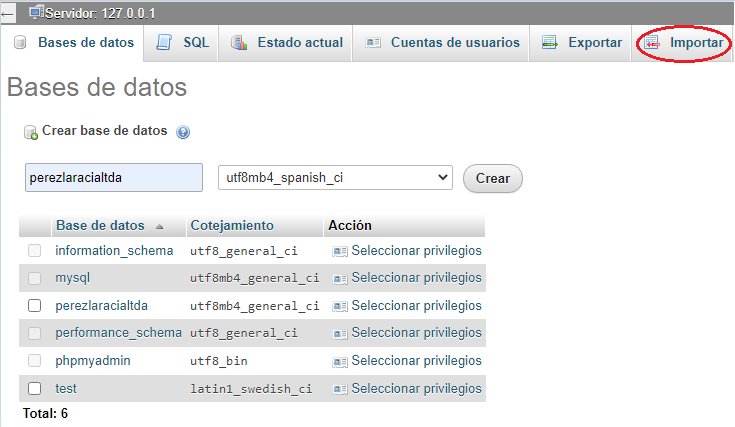 Servidor: 127.0.0.1
Bases de datos SQL Estado actual Cuentas de usuarios Exportar Importar
Bases de datos
Crear base de datos
perezlaracialtda utf8mb4_spanish_ci Crear
Base de datos Cotejamiento Acción
information_schema utf8_general_ci Seleccionar privilegios
mysql utf8mb4_general_ci Seleccionar privilegios
perezlaracialtda utf8mb4_general_ci Seleccionar privilegios
performance_schema utf8_general_ci Seleccionar privilegios
phpmyadmin utf8_bin Seleccionar privilegios
test latin1_swedish_ci Seleccionar privilegios
Total: 6